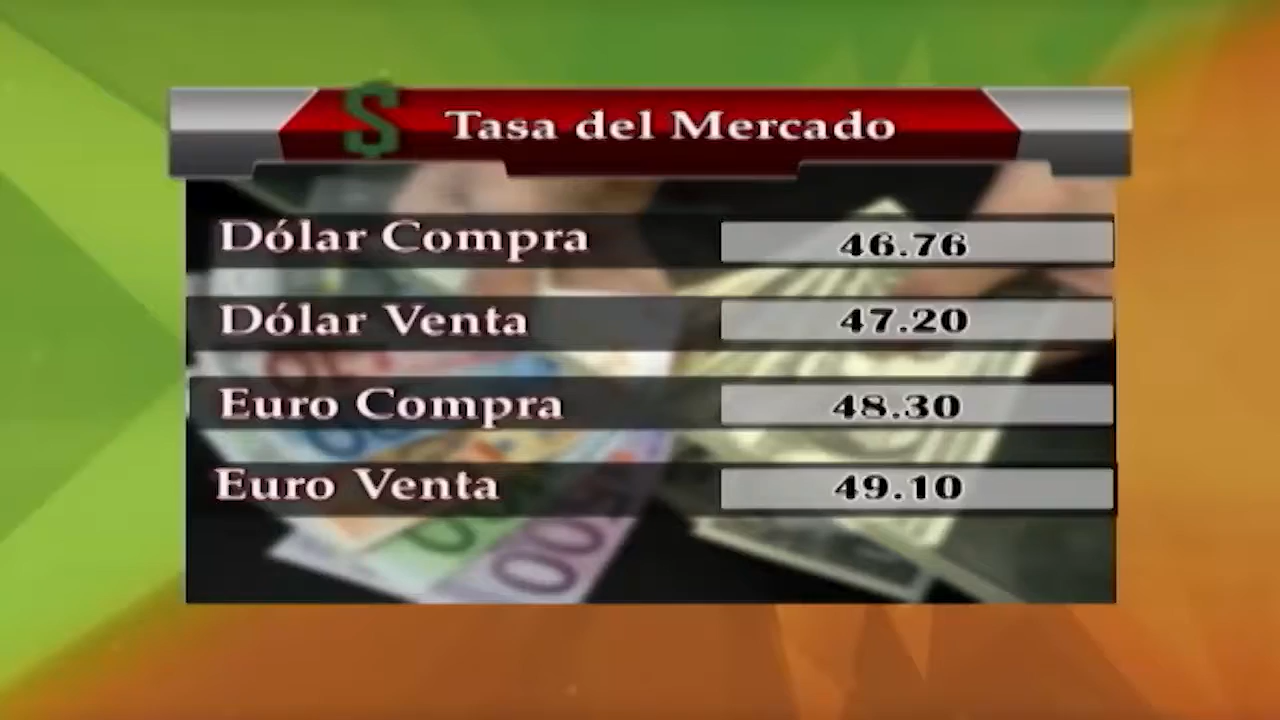 $ Tasa del Mercado
Dólar Compra 46.76
Dólar Venta 47.20
Euro Compra 48.30
Euro Venta 49.10